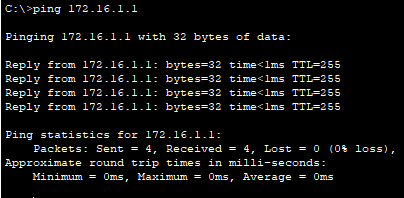 C:\>ping 172.16.1.1
Pinging 172.16.1.1 with 32 bytes of data:
Reply from 172.16.1.1: bytes=32 time<1ms TTL=255
Reply from 172.16.1.1: bytes=32 time<1ms TTL=255
Reply from 172.16.1.1: bytes=32 time<1ms TTL=255
Reply from 172.16.1.1: bytes=32 time<1ms TTL=255
Ping statistics for 172.16.1.1:
Packets: Sent = 4, Received = 4, Lost = 0 (0% loss),
Approximate round trip times in milli-seconds:
Minimum = 0ms, Maximum = 0ms, Average = 0ms